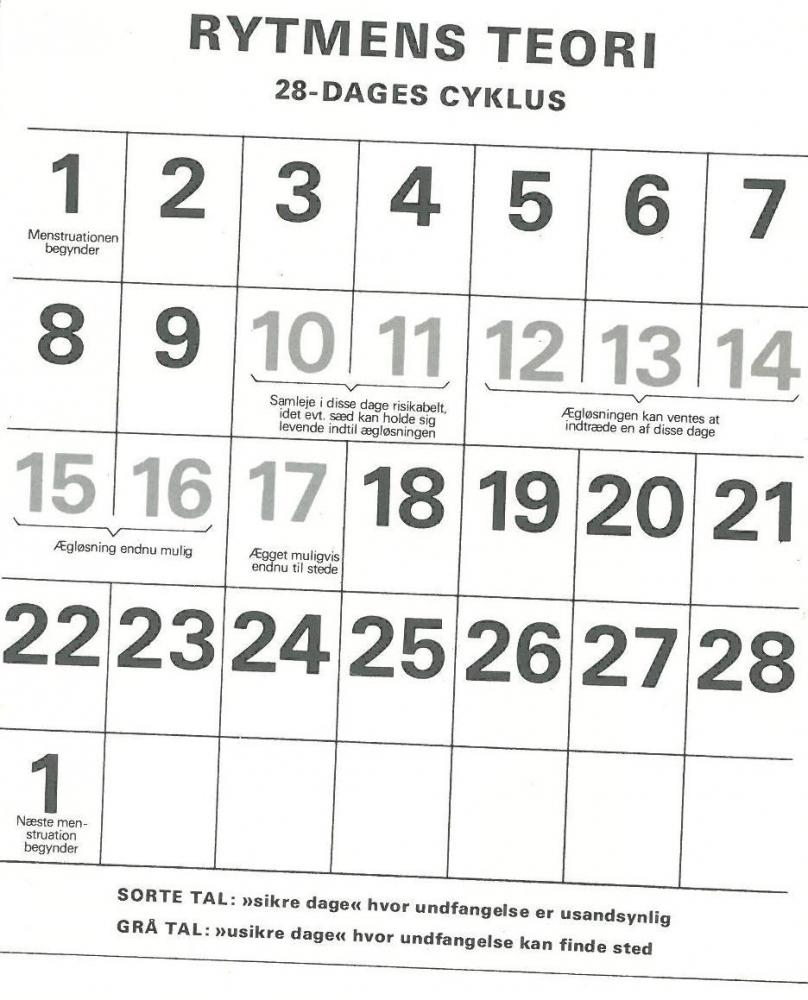 RYTMENS TEORI
28-DAGES CYKLUS
1 2 3 4 5 6 7
Menstruationen
begynder
8 9 10 11 12 13 14
Samleje i disse dage risikabelt,
idet evt. sæd kan holde sig
levende indtil ægløsningen
Ægløsningen kan ventes at
indtræde en af disse dage
15 16 17 18 19 20 21
Ægløsning endnu mulig
Ægget muligvis
endnu til stede
22 23 24 25 26 27 28
1
Næste men-
struation
begynder
SORTE TAL: »sikre dage« hvor undfangelse er usandsynlig
GRÅ TAL: »usikre dage« hvor undfangelse kan finde sted